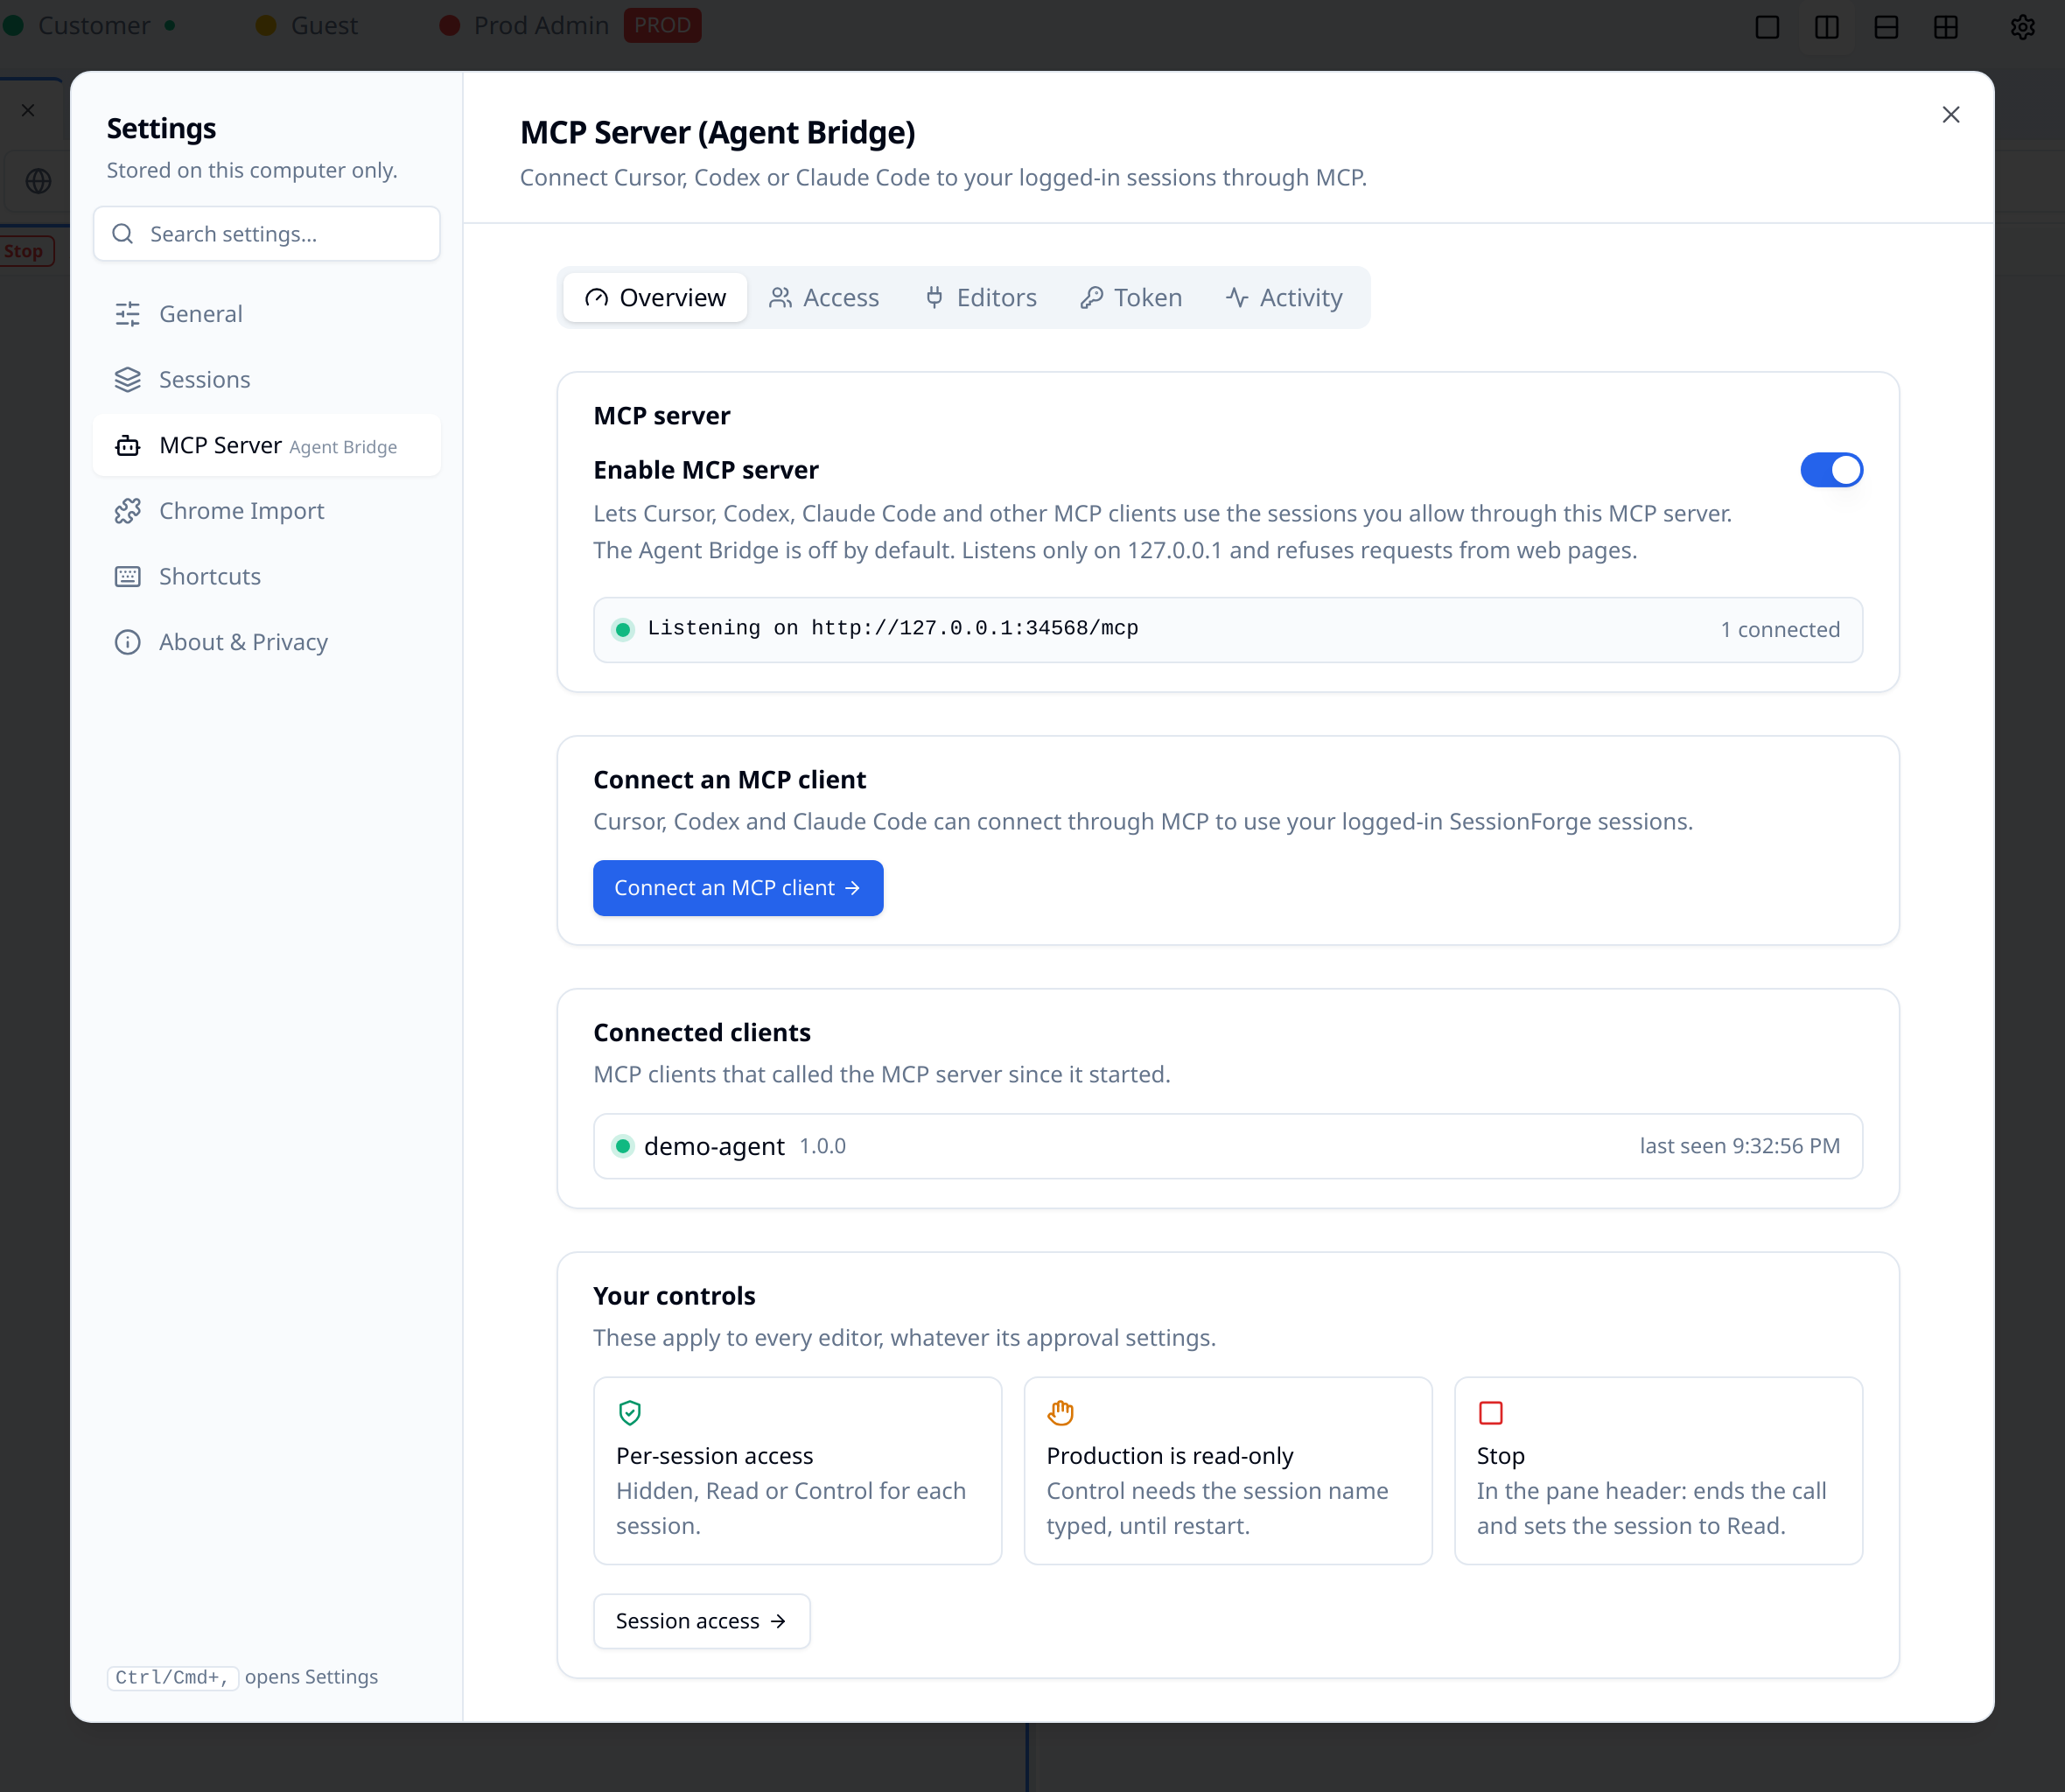 Customer
Guest
Prod Admin PROD
Stop
Settings
Stored on this computer only.
Search settings...
General
Sessions
MCP Server Agent Bridge
Chrome Import
Shortcuts
About & Privacy
Ctrl/Cmd+, opens Settings
MCP Server (Agent Bridge)
Connect Cursor, Codex or Claude Code to your logged-in sessions through MCP.
Overview Access Editors Token Activity
MCP server
Enable MCP server
Lets Cursor, Codex, Claude Code and other MCP clients use the sessions you allow through this MCP server.
The Agent Bridge is off by default. Listens only on 127.0.0.1 and refuses requests from web pages.
Listening on http://127.0.0.1:34568/mcp 1 connected
Connect an MCP client
Cursor, Codex and Claude Code can connect through MCP to use your logged-in SessionForge sessions.
Connect an MCP client →
Connected clients
MCP clients that called the MCP server since it started.
demo-agent 1.0.0 last seen 9:32:56 PM
Your controls
These apply to every editor, whatever its approval settings.
Per-session access
Hidden, Read or Control for each
session.
Production is read-only
Control needs the session name
typed, until restart.
Stop
In the pane header: ends the call
and sets the session to Read.
Session access →